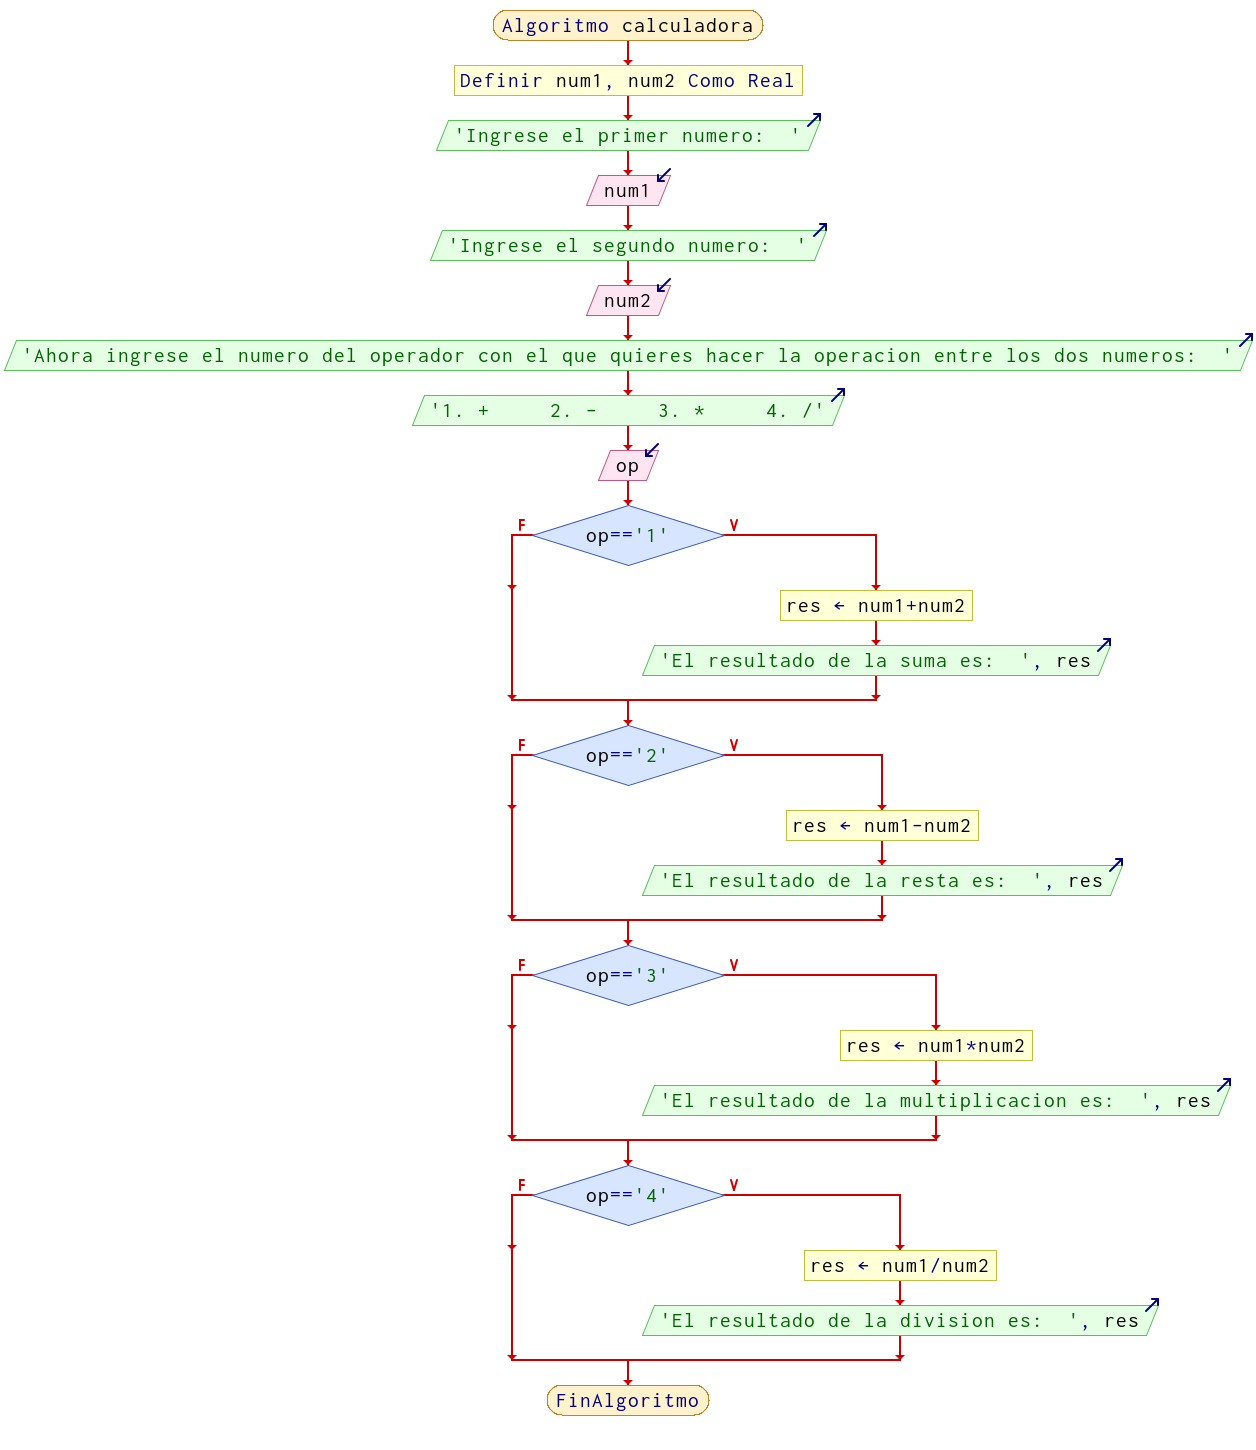 Algoritmo calculadora
Definir num1, num2 Como Real
'Ingrese el primer numero:  '
num1
'Ingrese el segundo numero:  '
num2
'Ahora ingrese el numero del operador con el que quieres hacer la operacion entre los dos numeros:  '
'1. +     2. -     3. *     4. /'
op
F op=='1' V
res ← num1+num2
'El resultado de la suma es:  ', res
F op=='2' V
res ← num1-num2
'El resultado de la resta es:  ', res
F op=='3' V
res ← num1*num2
'El resultado de la multiplicacion es:  ', res
F op=='4' V
res ← num1/num2
'El resultado de la division es:  ', res
FinAlgoritmo